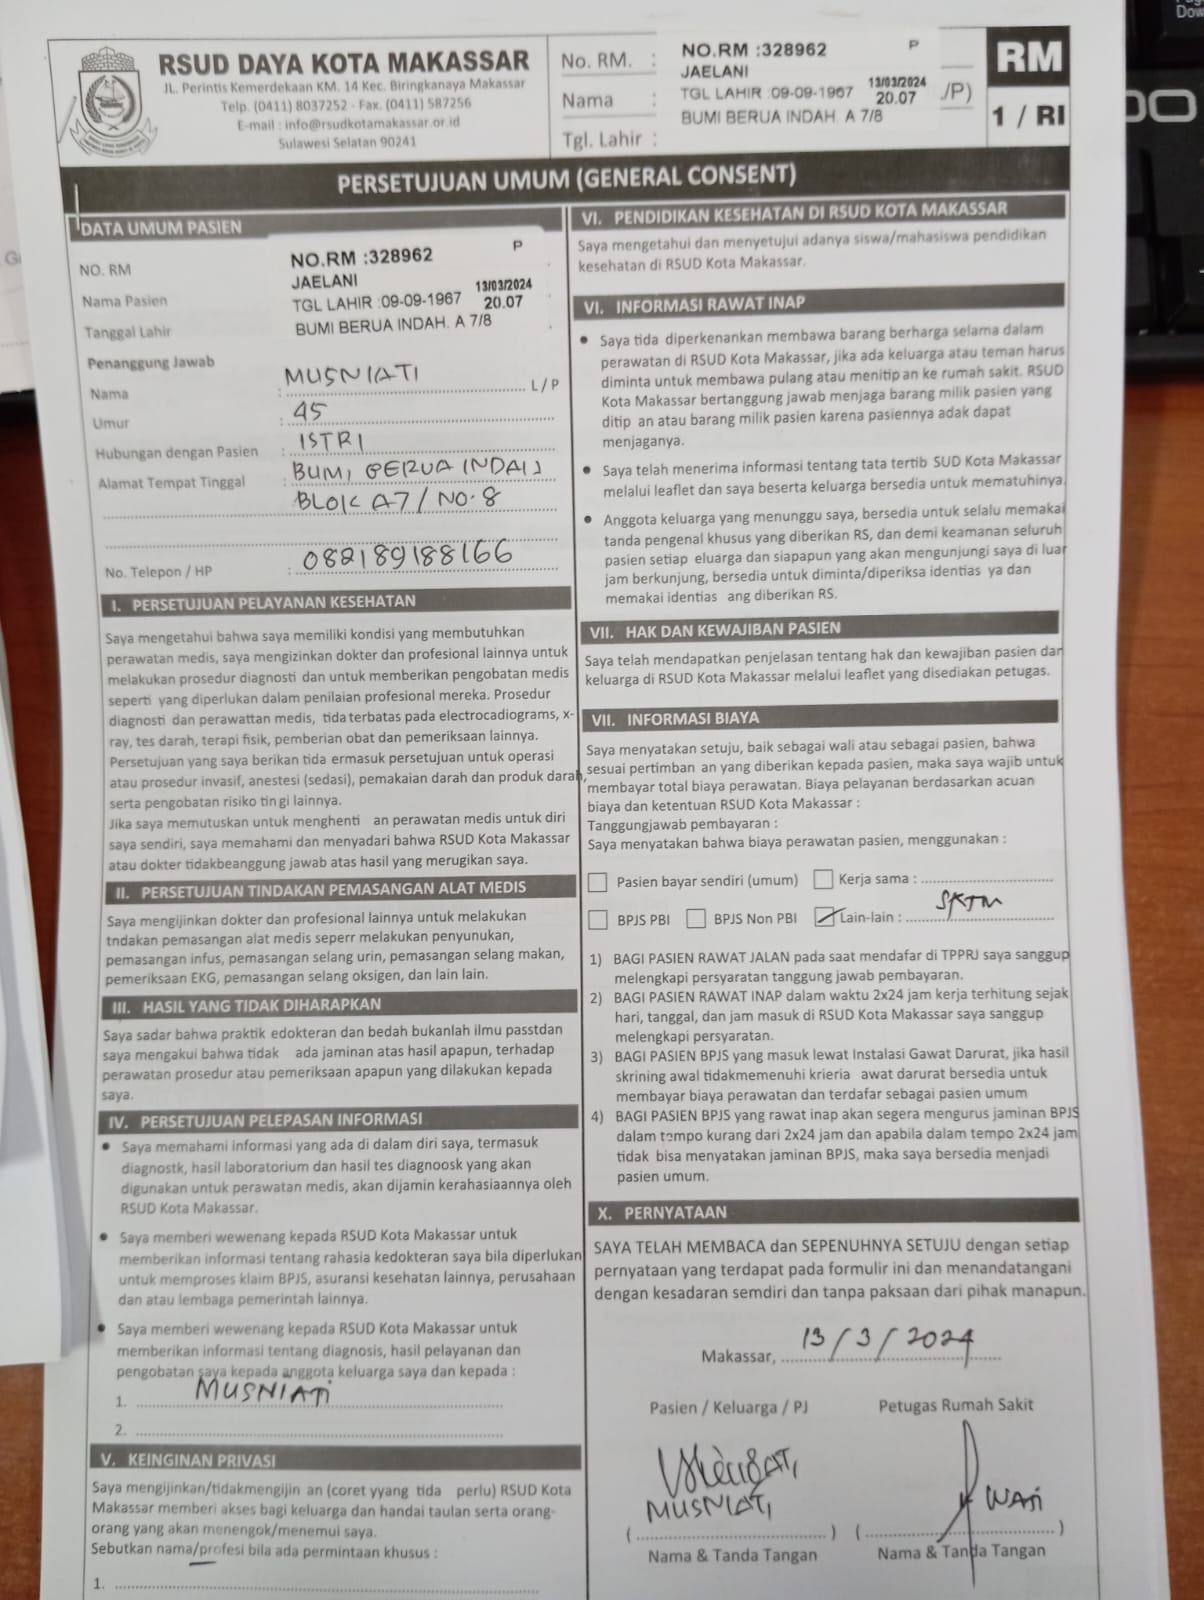 RSUD DAYA KOTA MAKASSAR
JL. Perintis Kemerdekaan KM. 14 Kec. Biringkanaya Makassar
Telp. (0411) 8037252 - Fax. (0411) 587256
E-mail : info@rsudkotamakassar.or.id
Sulawesi Selatan 90241
No. RM. :
Nama :
Tgl. Lahir :
NO.RM :328962 P
JAELANI
TGL LAHIR :09-09-1967 13/03/2024 20.07
BUMI BERUA INDAH. A 7/8
/P)
RM
1 / RI
PERSETUJUAN UMUM (GENERAL CONSENT)
DATA UMUM PASIEN
NO. RM
Nama Pasien
Tanggal Lahir
NO.RM :328962 P
JAELANI
TGL LAHIR :09-09-1967 13/03/2024 20.07
BUMI BERUA INDAH. A 7/8
Penanggung Jawab
Nama : MUSNIATI L / P
Umur : 45
Hubungan dengan Pasien : ISTRI
Alamat Tempat Tinggal : BUMI BERUA INDAH
BLOK A7 / NO. 8
No. Telepon / HP : 082189188166
I. PERSETUJUAN PELAYANAN KESEHATAN
Saya mengetahui bahwa saya memiliki kondisi yang membutuhkan
perawatan medis, saya mengizinkan dokter dan profesional lainnya untuk
melakukan prosedur diagnosti dan untuk memberikan pengobatan medis
seperti yang diperlukan dalam penilaian profesional mereka. Prosedur
diagnosti dan perawattan medis, tida terbatas pada electrocadiograms, x-
ray, tes darah, terapi fisik, pemberian obat dan pemeriksaan lainnya.
Persetujuan yang saya berikan tida ermasuk persetujuan untuk operasi
atau prosedur invasif, anestesi (sedasi), pemakaian darah dan produk darah,
serta pengobatan risiko tin gi lainnya.
Jika saya memutuskan untuk menghenti an perawatan medis untuk diri
saya sendiri, saya memahami dan menyadari bahwa RSUD Kota Makassar
atau dokter tidakbeanggung jawab atas hasil yang merugikan saya.
II. PERSETUJUAN TINDAKAN PEMASANGAN ALAT MEDIS
Saya mengijinkan dokter dan profesional lainnya untuk melakukan
tndakan pemasangan alat medis seperr melakukan penyunukan,
pemasangan infus, pemasangan selang urin, pemasangan selang makan,
pemeriksaan EKG, pemasangan selang oksigen, dan lain lain.
III. HASIL YANG TIDAK DIHARAPKAN
Saya sadar bahwa praktik edokteran dan bedah bukanlah ilmu passtdan
saya mengakui bahwa tidak ada jaminan atas hasil apapun, terhadap
perawatan prosedur atau pemeriksaan apapun yang dilakukan kepada
saya.
IV. PERSETUJUAN PELEPASAN INFORMASI
• Saya memahami informasi yang ada di dalam diri saya, termasuk
diagnostk, hasil laboratorium dan hasil tes diagnoosk yang akan
digunakan untuk perawatan medis, akan dijamin kerahasiaannya oleh
RSUD Kota Makassar.
• Saya memberi wewenang kepada RSUD Kota Makassar untuk
memberikan informasi tentang rahasia kedokteran saya bila diperlukan
untuk memproses klaim BPJS, asuransi kesehatan lainnya, perusahaan
dan atau lembaga pemerintah lainnya.
• Saya memberi wewenang kepada RSUD Kota Makassar untuk
memberikan informasi tentang diagnosis, hasil pelayanan dan
pengobatan saya kepada anggota keluarga saya dan kepada :
1. MUSNIATI
2.
V. KEINGINAN PRIVASI
Saya mengijinkan/tidakmengijin an (coret yyang tida perlu) RSUD Kota
Makassar memberi akses bagi keluarga dan handai taulan serta orang-
orang yang akan menengok/menemui saya.
Sebutkan nama/profesi bila ada permintaan khusus :
1.
VI. PENDIDIKAN KESEHATAN DI RSUD KOTA MAKASSAR
Saya mengetahui dan menyetujui adanya siswa/mahasiswa pendidikan
kesehatan di RSUD Kota Makassar.
VI. INFORMASI RAWAT INAP
• Saya tida diperkenankan membawa barang berharga selama dalam
perawatan di RSUD Kota Makassar, jika ada keluarga atau teman harus
diminta untuk membawa pulang atau menitip an ke rumah sakit. RSUD
Kota Makassar bertanggung jawab menjaga barang milik pasien yang
ditip an atau barang milik pasien karena pasiennya adak dapat
menjaganya.
• Saya telah menerima informasi tentang tata tertib SUD Kota Makassar
melalui leaflet dan saya beserta keluarga bersedia untuk mematuhinya.
• Anggota keluarga yang menunggu saya, bersedia untuk selalu memakai
tanda pengenal khusus yang diberikan RS, dan demi keamanan seluruh
pasien setiap eluarga dan siapapun yang akan mengunjungi saya di luar
jam berkunjung, bersedia untuk diminta/diperiksa identias ya dan
memakai identias ang diberikan RS.
VII. HAK DAN KEWAJIBAN PASIEN
Saya telah mendapatkan penjelasan tentang hak dan kewajiban pasien dan
keluarga di RSUD Kota Makassar melalui leaflet yang disediakan petugas.
VII. INFORMASI BIAYA
Saya menyatakan setuju, baik sebagai wali atau sebagai pasien, bahwa
sesuai pertimban an yang diberikan kepada pasien, maka saya wajib untuk
membayar total biaya perawatan. Biaya pelayanan berdasarkan acuan
biaya dan ketentuan RSUD Kota Makassar :
Tanggungjawab pembayaran :
Saya menyatakan bahwa biaya perawatan pasien, menggunakan :
Pasien bayar sendiri (umum) Kerja sama :
BPJS PBI BPJS Non PBI Lain-lain : SKTM
1) BAGI PASIEN RAWAT JALAN pada saat mendafar di TPPRJ saya sanggup
melengkapi persyaratan tanggung jawab pembayaran.
2) BAGI PASIEN RAWAT INAP dalam waktu 2x24 jam kerja terhitung sejak
hari, tanggal, dan jam masuk di RSUD Kota Makassar saya sanggup
melengkapi persyaratan.
3) BAGI PASIEN BPJS yang masuk lewat Instalasi Gawat Darurat, jika hasil
skrining awal tidakmemenuhi krieria awat darurat bersedia untuk
membayar biaya perawatan dan terdafar sebagai pasien umum
4) BAGI PASIEN BPJS yang rawat inap akan segera mengurus jaminan BPJS
dalam tempo kurang dari 2x24 jam dan apabila dalam tempo 2x24 jam
tidak bisa menyatakan jaminan BPJS, maka saya bersedia menjadi
pasien umum.
X. PERNYATAAN
SAYA TELAH MEMBACA dan SEPENUHNYA SETUJU dengan setiap
pernyataan yang terdapat pada formulir ini dan menandatangani
dengan kesadaran semdiri dan tanpa paksaan dari pihak manapun.
Makassar, 13 / 3 / 2024
Pasien / Keluarga / PJ Petugas Rumah Sakit
MUSNIATI
( ) ( )
Nama & Tanda Tangan Nama & Tanda Tangan